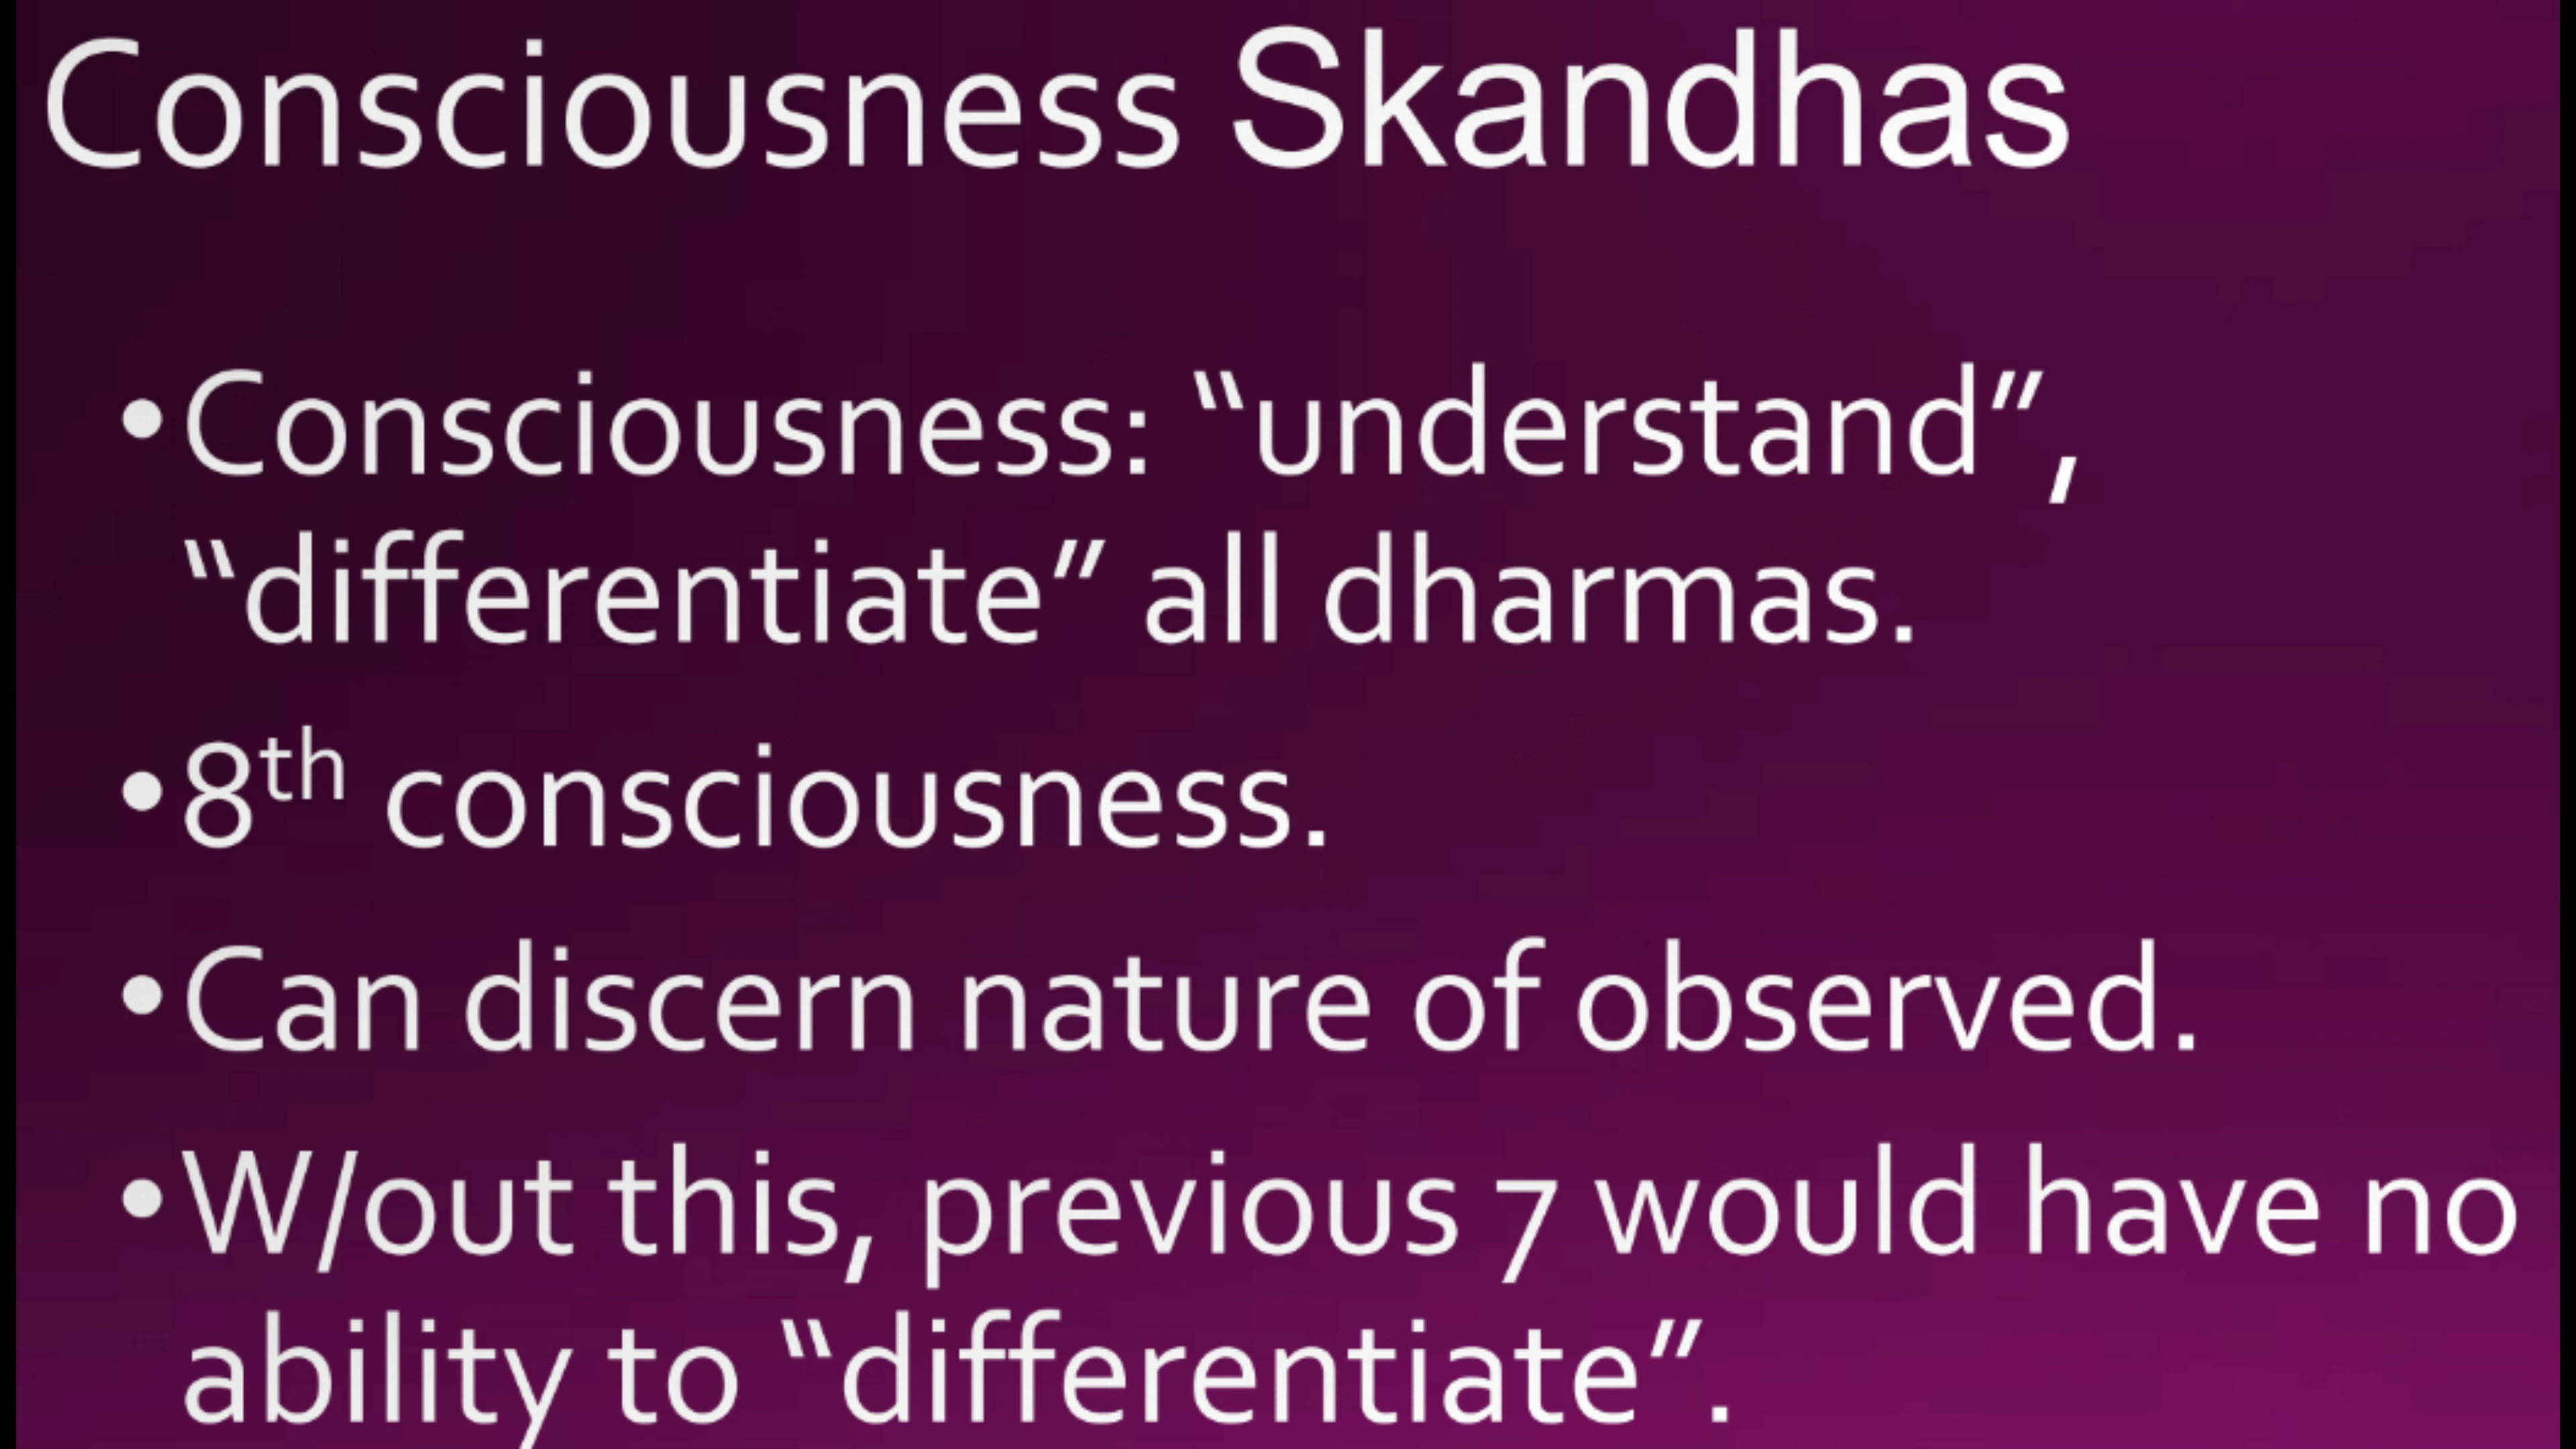 Consciousness Skandhas
•Consciousness: “understand”,
“differentiate” all dharmas.
•8th consciousness.
•Can discern nature of observed.
•W/out this, previous 7 would have no
ability to “differentiate”.